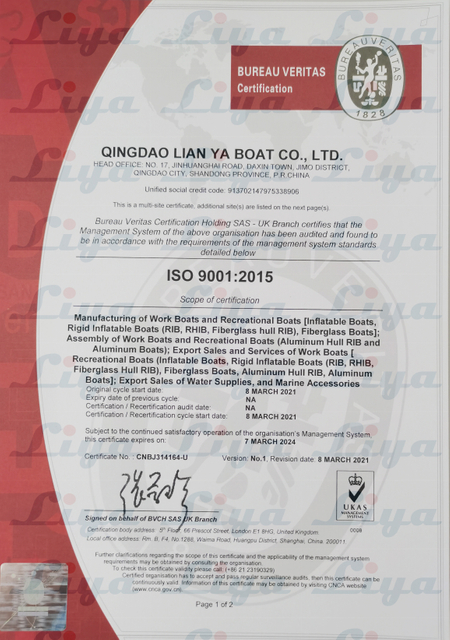 BUREAU VERITAS
Certification
BUREAU VERITAS
1828
QINGDAO LIAN YA BOAT CO., LTD.
HEAD OFFICE: NO. 17, JINHUANGHAI ROAD, DAXIN TOWN, JIMO DISTRICT,
QINGDAO CITY, SHANDONG PROVINCE, P.R.CHINA
Unified social credit code: 913702147975338906
This is a multi-site certificate, additional site(s) are listed on the next page(s).
Bureau Veritas Certification Holding SAS - UK Branch certifies that the
Management System of the above organisation has been audited and found to
be in accordance with the requirements of the management system standards
detailed below
ISO 9001:2015
Scope of certification
Manufacturing of Work Boats and Recreational Boats [Inflatable Boats,
Rigid Inflatable Boats (RIB, RHIB, Fiberglass hull RIB), Fiberglass Boats];
Assembly of Work Boats and Recreational Boats (Aluminum Hull RIB and
Aluminum Boats); Export Sales and Services of Work Boats [
Recreational Boats (Inflatable Boats, Rigid Inflatable Boats (RIB, RHIB,
Fiberglass Hull RIB), Fiberglass Boats, Aluminum Hull RIB, Aluminum
Boats]; Export Sales of Water Supplies, and Marine Accessories
Original cycle start date: 8 MARCH 2021
Expiry date of previous cycle: NA
Certification / Recertification audit date: NA
Certification / Recertification cycle start date: 8 MARCH 2021
Subject to the continued satisfactory operation of the organisation's Management System,
this certificate expires on: 7 MARCH 2024
Certificate No.: CNBJ314164-U Version: No.1, Revision date: 8 MARCH 2021
Signed on behalf of BVCH SAS UK Branch
UKAS
MANAGEMENT
SYSTEMS
0008
Certification body address: 5th Floor, 66 Prescot Street, London E1 8HG, United Kingdom
Local office address: Rm. B, F4, No.1288, Waima Road, Huangpu District, Shanghai, China 200011
Further clarifications regarding the scope of this certificate and the applicability of the management system
requirements may be obtained by consulting the organisation.
To check this certificate validity please call: (+86 21 23190329)
Certified organisation has to accept and pass regular surveillance audits, then this certificate can be
continuously valid. Information of this certificate may be obtained by visiting CNCA website
(www.cnca.gov.cn).
Page 1 of 2
Liya